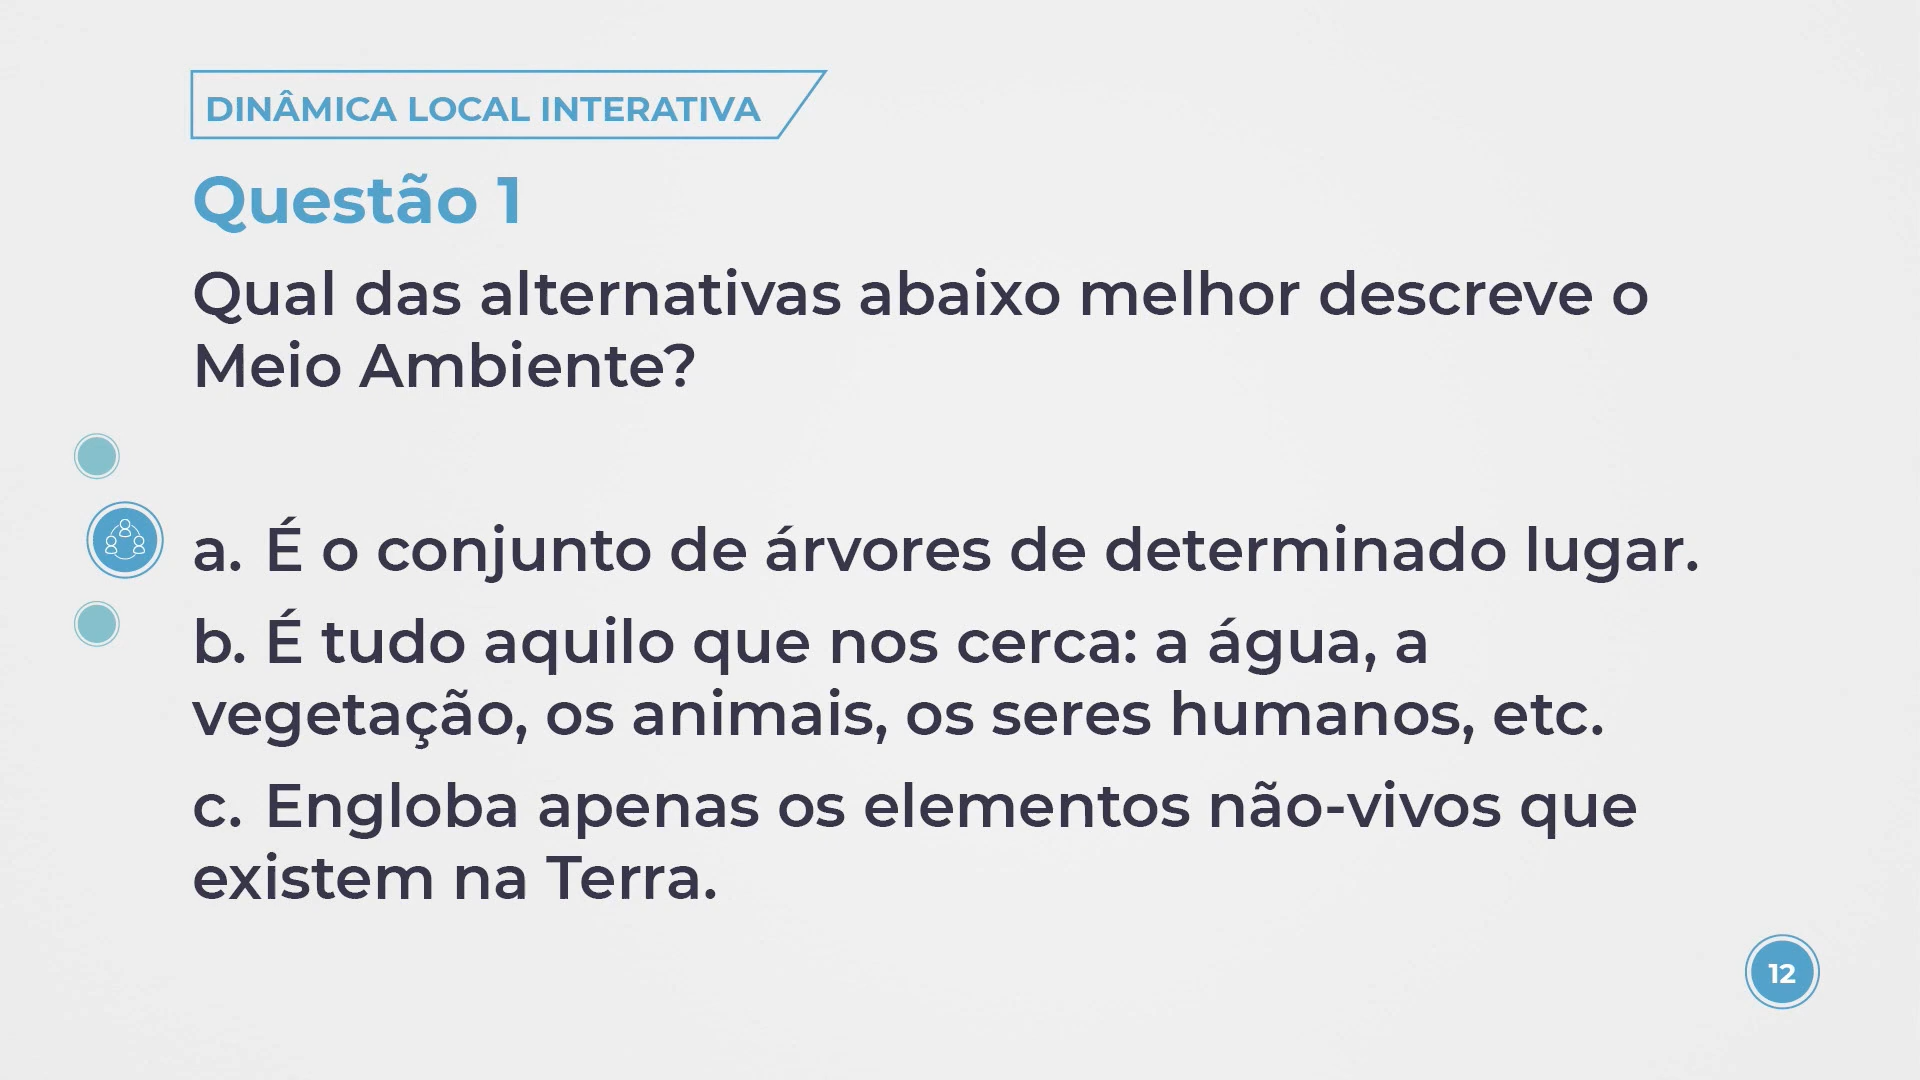 DINÂMICA LOCAL INTERATIVA
Questão 1
Qual das alternativas abaixo melhor descreve o
Meio Ambiente?
a. É o conjunto de árvores de determinado lugar.
b. É tudo aquilo que nos cerca: a água, a
vegetação, os animais, os seres humanos, etc.
c. Engloba apenas os elementos não-vivos que
existem na Terra.
12